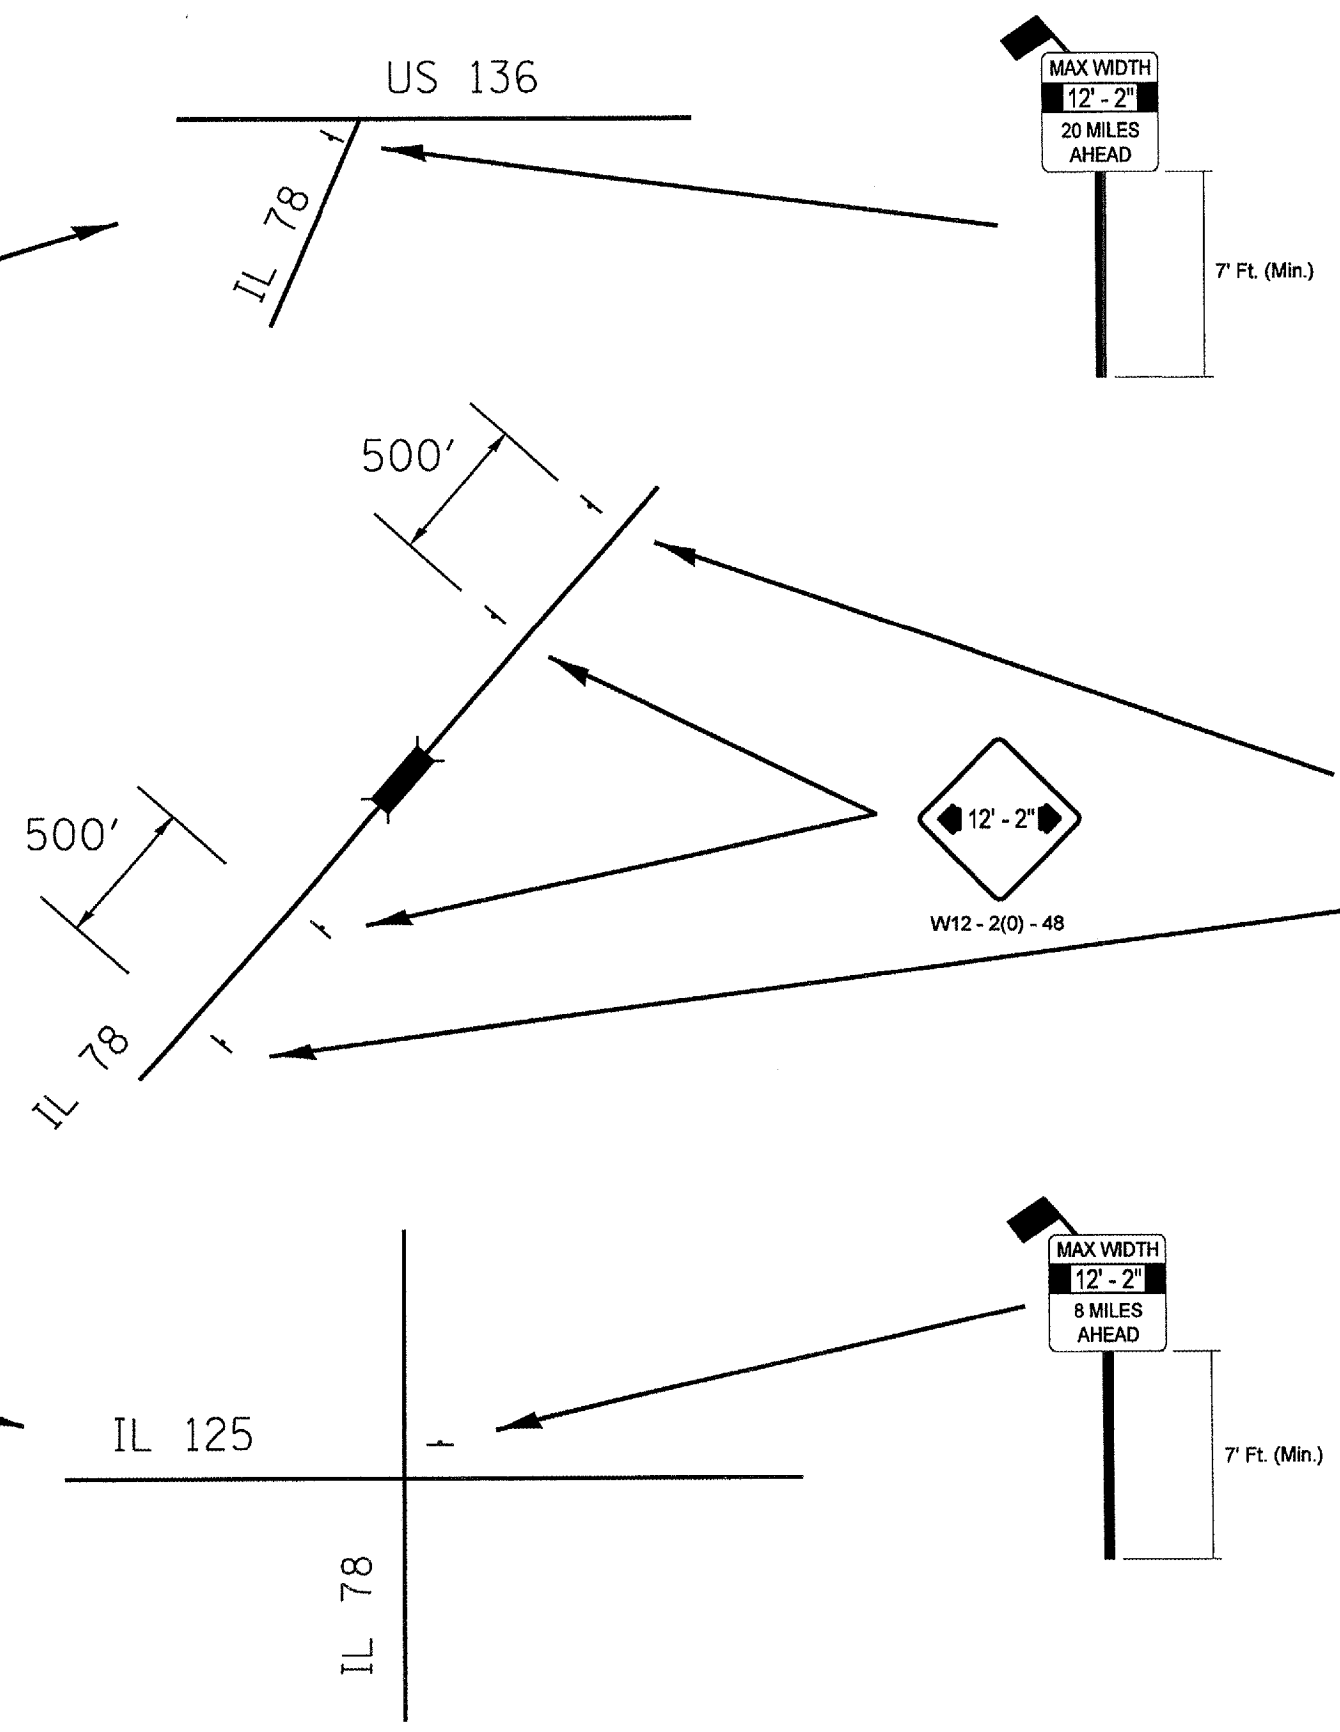 US 136
MAX WIDTH
12' - 2"
20 MILES
AHEAD
IL 78
7' Ft. (Min.)
500'
12' - 2"
W12 - 2(0) - 48
500'
IL 78
MAX WIDTH
12' - 2"
8 MILES
AHEAD
IL 125
7' Ft. (Min.)
IL 78